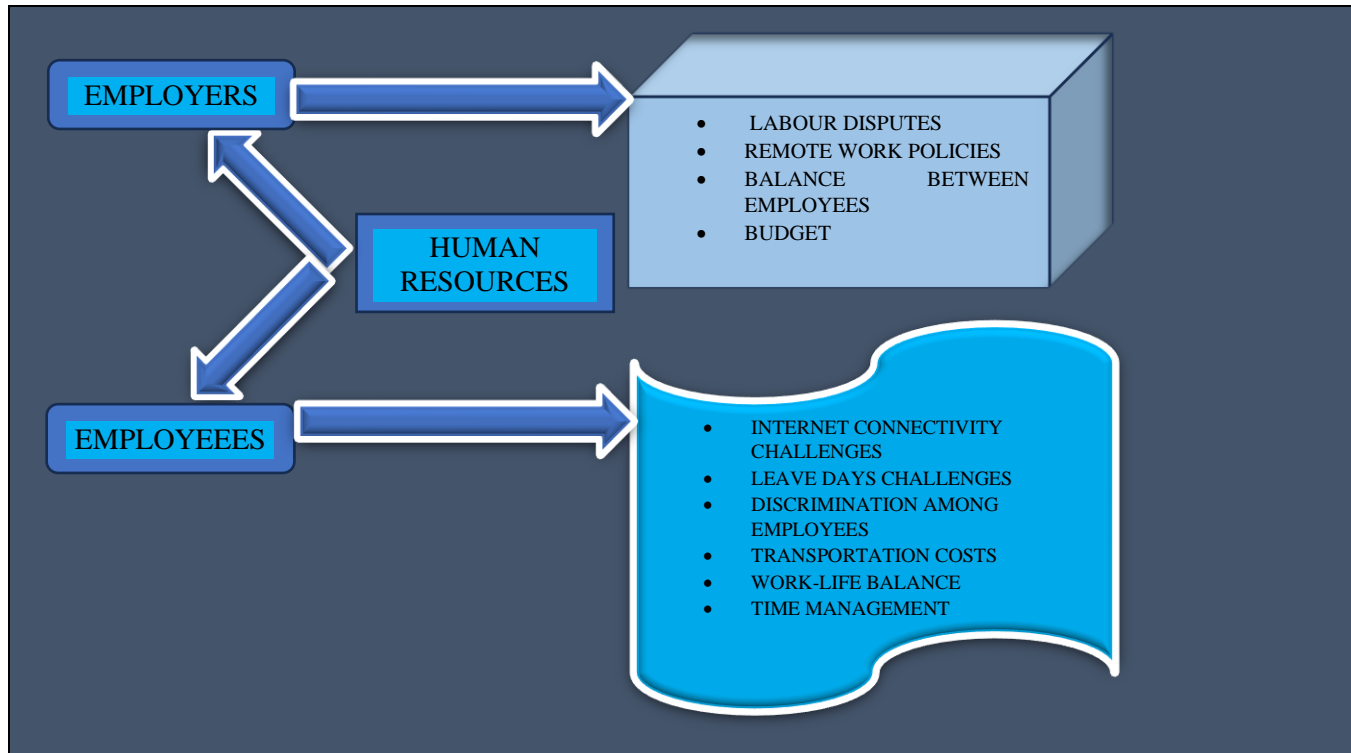 EMPLOYERS
• LABOUR DISPUTES
• REMOTE WORK POLICIES
• BALANCE BETWEEN
EMPLOYEES
• BUDGET
HUMAN
RESOURCES
EMPLOYEEES
• INTERNET CONNECTIVITY
CHALLENGES
• LEAVE DAYS CHALLENGES
• DISCRIMINATION AMONG
EMPLOYEES
• TRANSPORTATION COSTS
• WORK-LIFE BALANCE
• TIME MANAGEMENT